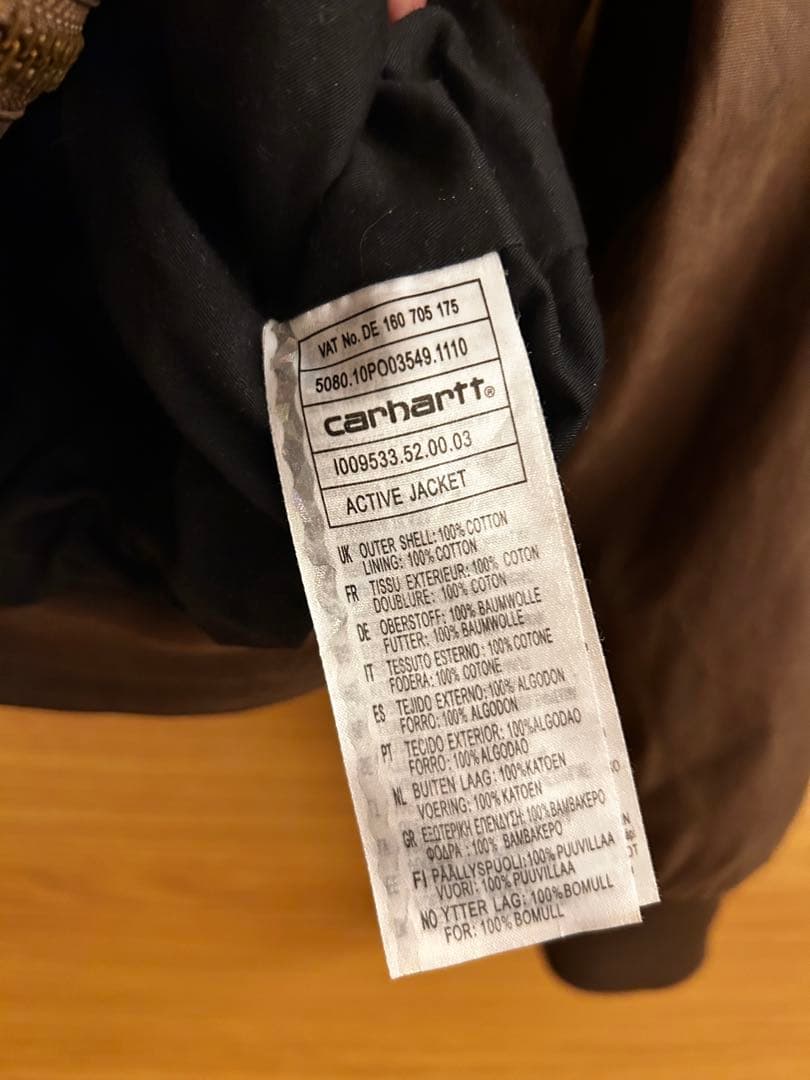 VAT No. DE 160 705 175
5080.10PO03549.1110
carhartt®
I009533.52.00.03
ACTIVE JACKET
UK OUTER SHELL: 100% COTTON
LINING: 100% COTTON
FR TISSU EXTERIEUR: 100% COTON
DOUBLURE: 100% COTON
DE OBERSTOFF: 100% BAUMWOLLE
FUTTER: 100% BAUMWOLLE
IT TESSUTO ESTERNO: 100% COTONE
FODERA: 100% COTONE
ES TEJIDO EXTERNO: 100% ALGODON
FORRO: 100% ALGODON
PT TECIDO EXTERIOR: 100% ALGODAO
FORRO: 100% ALGODAO
NL BUITEN LAAG: 100% KATOEN
VOERING: 100% KATOEN
GR ΕΞΩΤΕΡΙΚΗ ΕΠΕΝΔΥΣΗ: 100% ΒΑΜΒΑΚΕΡΟ
ΦΟΔΡΑ : 100% ΒΑΜΒΑΚΕΡΟ
FI PÄÄLLYSPUOLI: 100% PUUVILLAA
VUORI: 100% PUUVILLAA
NO YTTER LAG: 100% BOMULL
FOR: 100% BOMULL